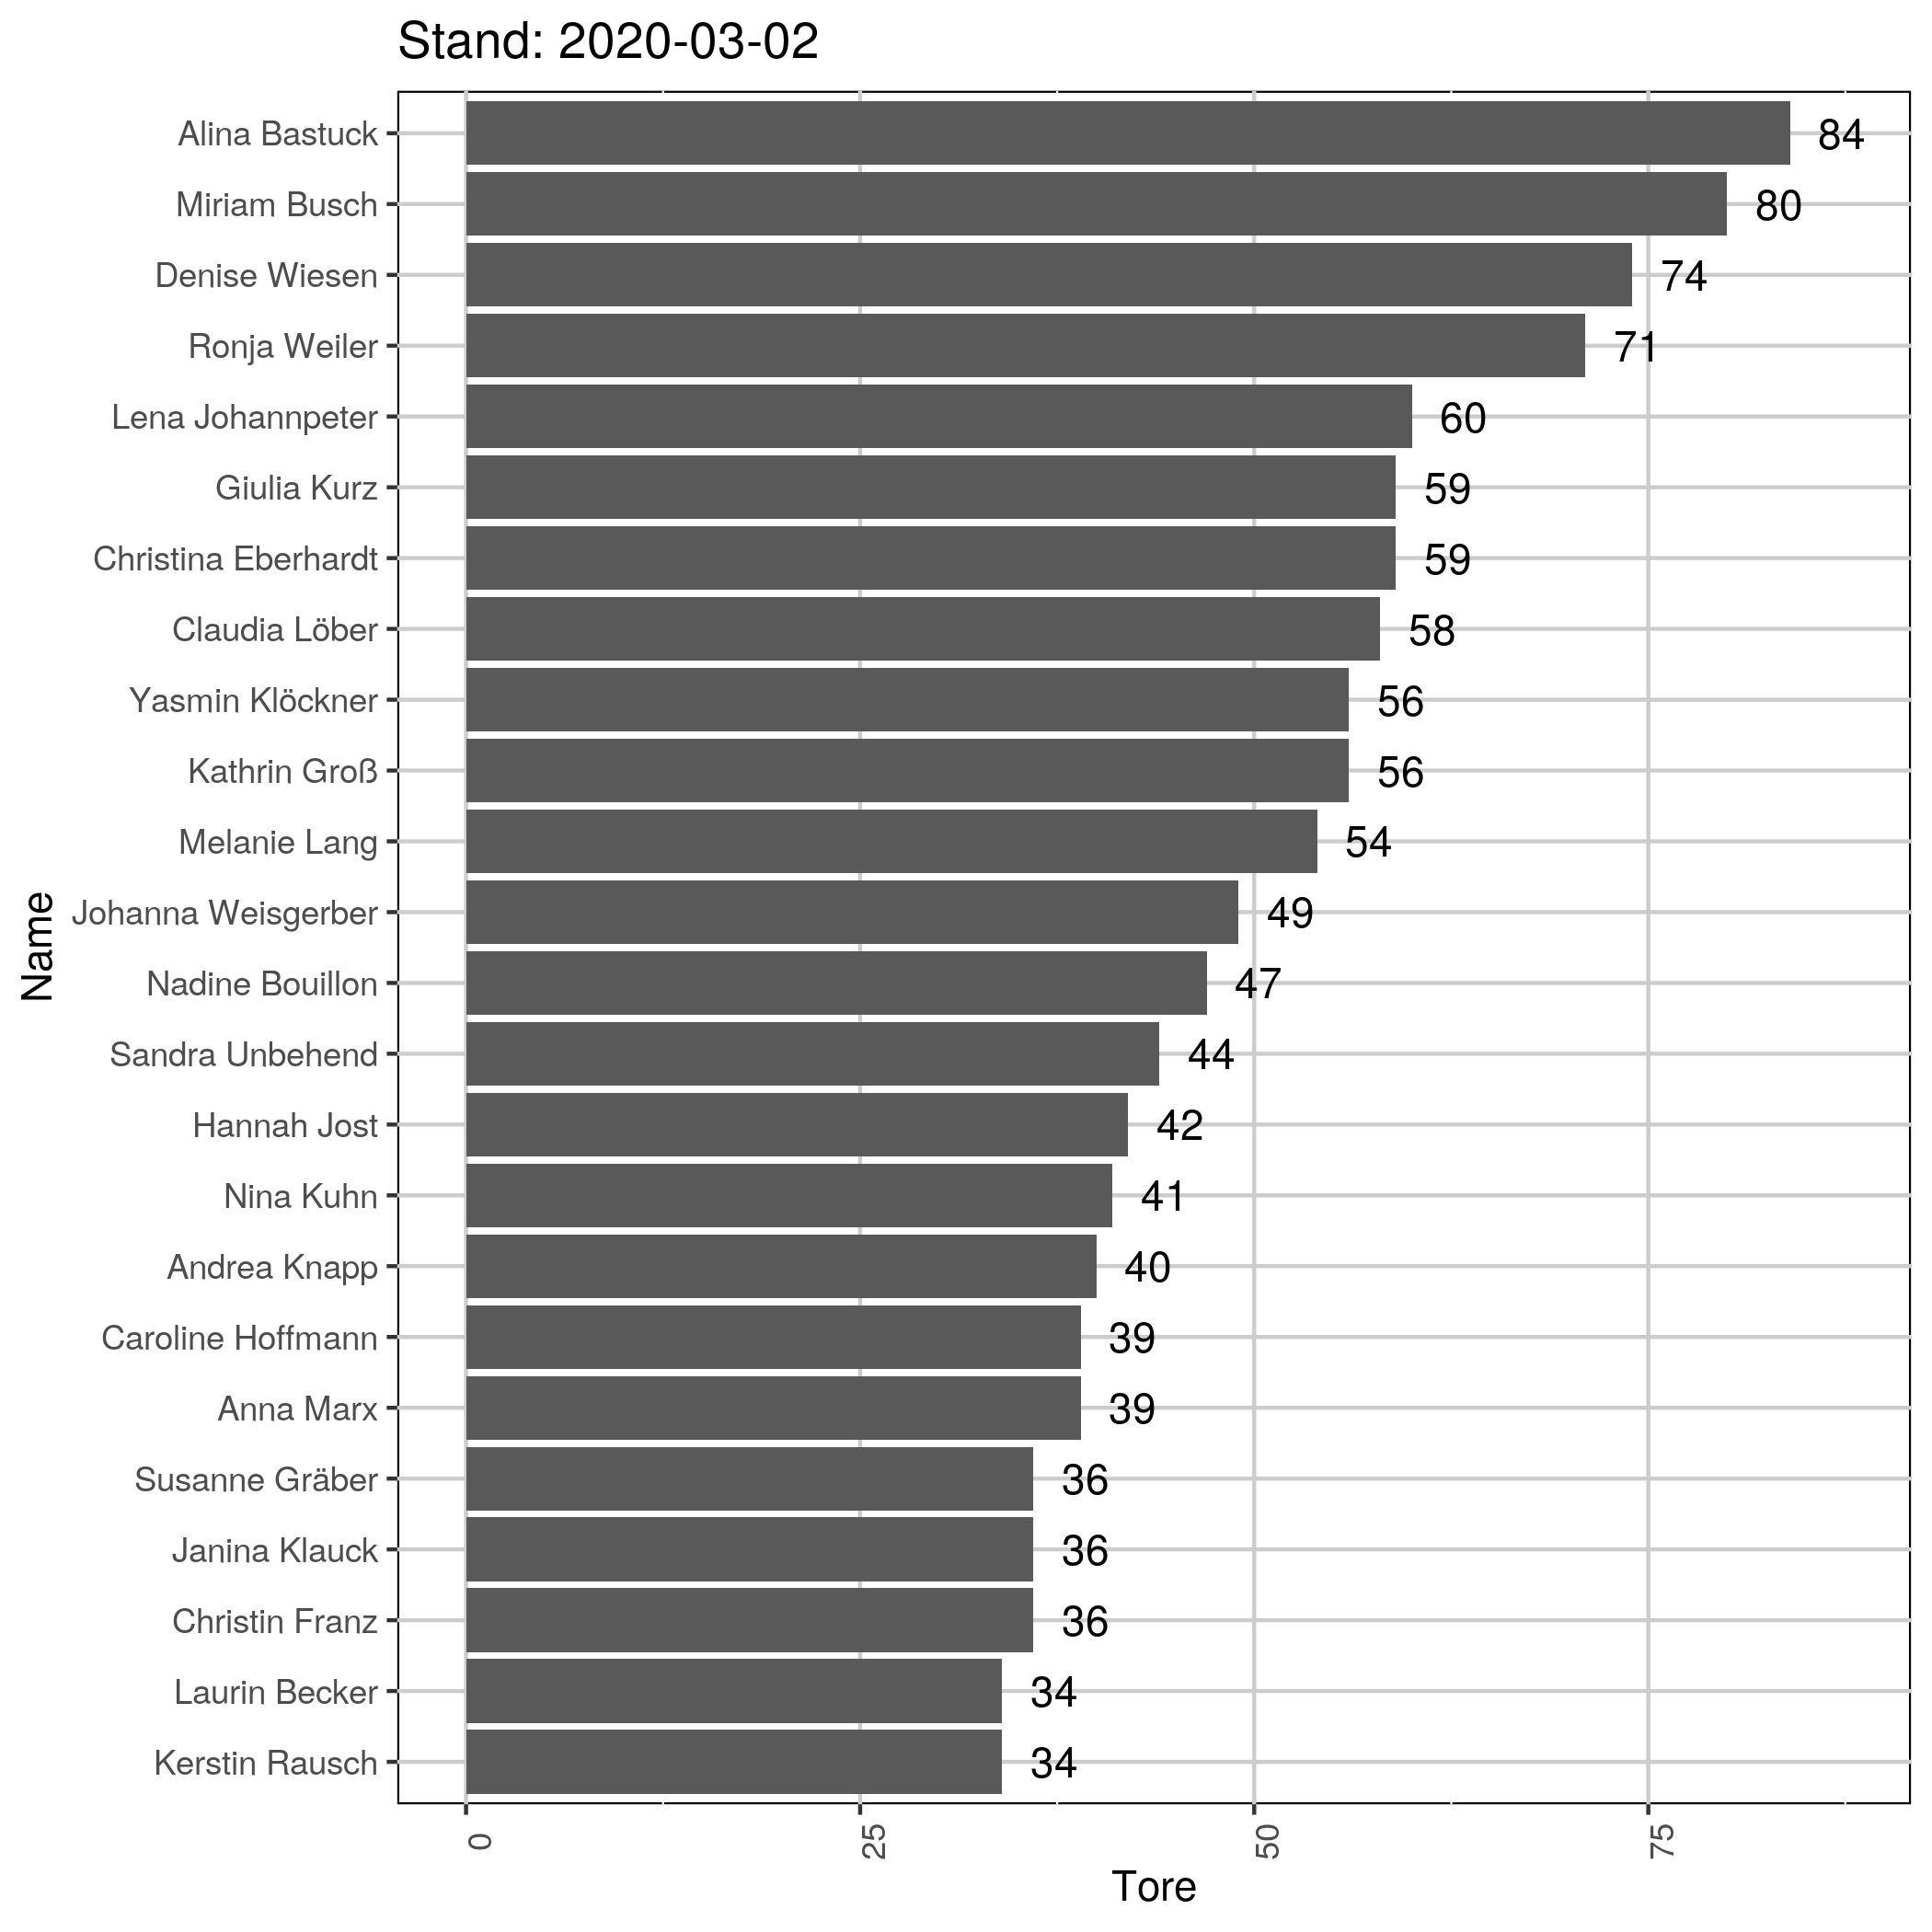 Stand: 2020-03-02
Alina Bastuck 84
Miriam Busch 80
Denise Wiesen 74
Ronja Weiler 71
Lena Johannpeter 60
Giulia Kurz 59
Christina Eberhardt 59
Claudia Löber 58
Yasmin Klöckner 56
Kathrin Groß 56
Melanie Lang 54
Johanna Weisgerber 49
Nadine Bouillon 47
Sandra Unbehend 44
Hannah Jost 42
Nina Kuhn 41
Andrea Knapp 40
Caroline Hoffmann 39
Anna Marx 39
Susanne Gräber 36
Janina Klauck 36
Christin Franz 36
Laurin Becker 34
Kerstin Rausch 34
Name
0 25 50 75
Tore